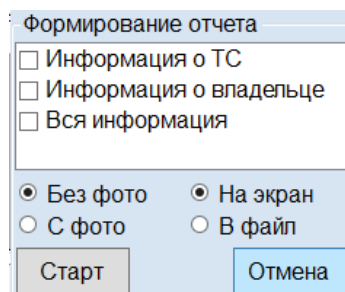 Формирование отчета
Информация о ТС
Информация о владельце
Вся информация
Без фото На экран
С фото В файл
Старт Отмена